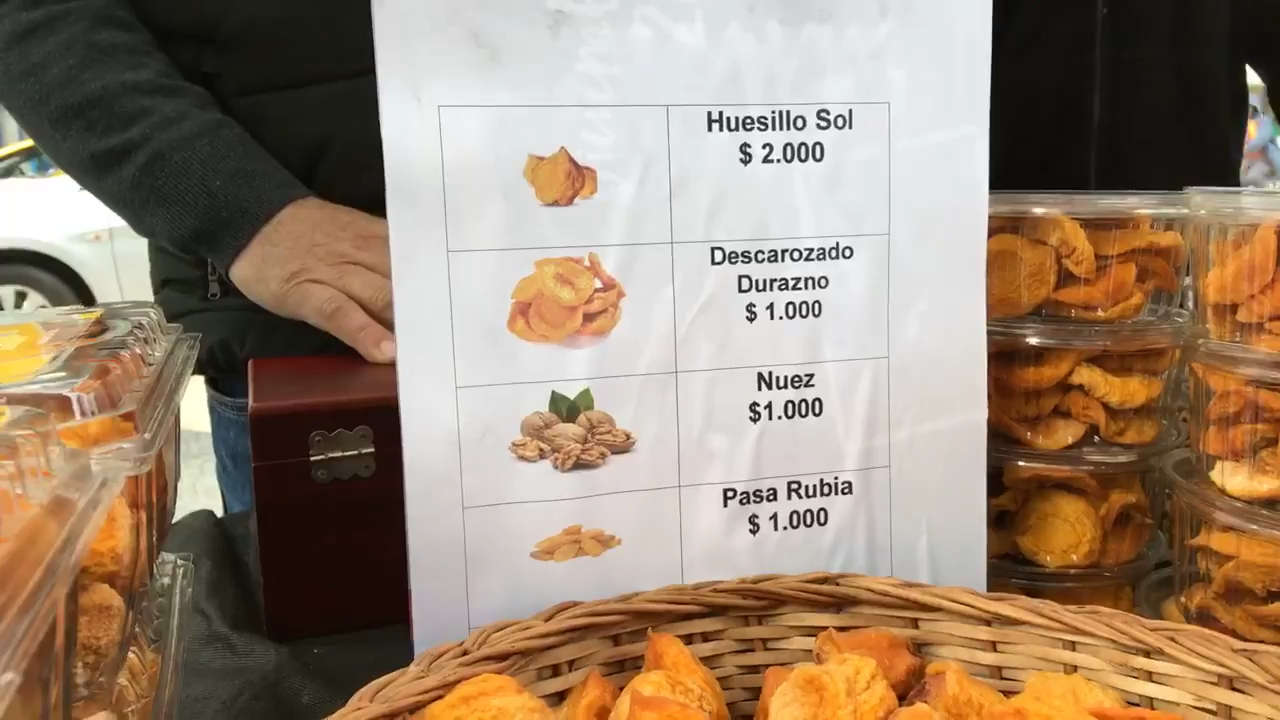 Huesillo Sol
$ 2.000
Descarozado
Durazno
$ 1.000
Nuez
$1.000
Pasa Rubia
$ 1.000